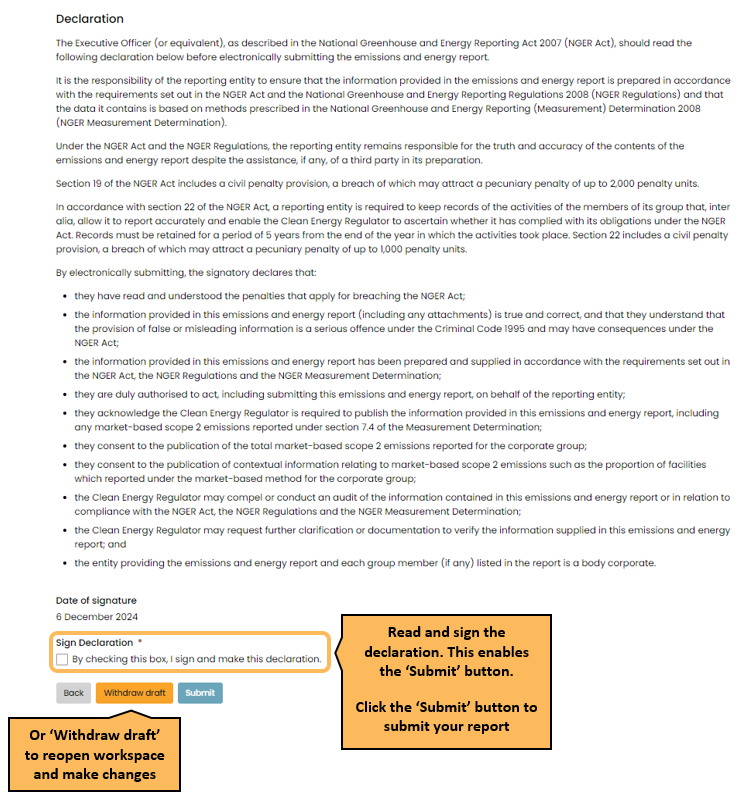 Declaration
The Executive Officer (or equivalent), as described in the National Greenhouse and Energy Reporting Act 2007 (NGER Act), should read the
following declaration below before electronically submitting the emissions and energy report.
It is the responsibility of the reporting entity to ensure that the information provided in the emissions and energy report is prepared in accordance
with the requirements set out in the NGER Act and the National Greenhouse and Energy Reporting Regulations 2008 (NGER Regulations) and that
the data it contains is based on methods prescribed in the National Greenhouse and Energy Reporting (Measurement) Determination 2008
(NGER Measurement Determination).
Under the NGER Act and the NGER Regulations, the reporting entity remains responsible for the truth and accuracy of the contents of the
emissions and energy report despite the assistance, if any, of a third party in its preparation.
Section 19 of the NGER Act includes a civil penalty provision, a breach of which may attract a pecuniary penalty of up to 2,000 penalty units.
In accordance with section 22 of the NGER Act, a reporting entity is required to keep records of the activities of the members of its group that, inter
alia, allow it to report accurately and enable the Clean Energy Regulator to ascertain whether it has complied with its obligations under the NGER
Act. Records must be retained for a period of 5 years from the end of the year in which the activities took place. Section 22 includes a civil penalty
provision, a breach of which may attract a pecuniary penalty of up to 1,000 penalty units.
By electronically submitting, the signatory declares that:
• they have read and understood the penalties that apply for breaching the NGER Act;
• the information provided in this emissions and energy report (including any attachments) is true and correct, and that they understand that
the provision of false or misleading information is a serious offence under the Criminal Code 1995 and may have consequences under the
NGER Act;
• the information provided in this emissions and energy report has been prepared and supplied in accordance with the requirements set out in
the NGER Act, the NGER Regulations and the NGER Measurement Determination;
• they are duly authorised to act, including submitting this emissions and energy report, on behalf of the reporting entity;
• they acknowledge the Clean Energy Regulator is required to publish the information provided in this emissions and energy report, including
any market-based scope 2 emissions reported under section 7.4 of the Measurement Determination;
• they consent to the publication of the total market-based scope 2 emissions reported for the corporate group;
• they consent to the publication of contextual information relating to market-based scope 2 emissions such as the proportion of facilities
which reported under the market-based method for the corporate group;
• the Clean Energy Regulator may compel or conduct an audit of the information contained in this emissions and energy report or in relation to
compliance with the NGER Act, the NGER Regulations and the NGER Measurement Determination;
• the Clean Energy Regulator may request further clarification or documentation to verify the information supplied in this emissions and energy
report; and
• the entity providing the emissions and energy report and each group member (if any) listed in the report is a body corporate.
Date of signature
6 December 2024
Sign Declaration *
By checking this box, I sign and make this declaration.
Back
Withdraw draft
Submit
Read and sign the
declaration. This enables
the ‘Submit’ button.
Click the ‘Submit’ button to
submit your report
Or ‘Withdraw draft’
to reopen workspace
and make changes